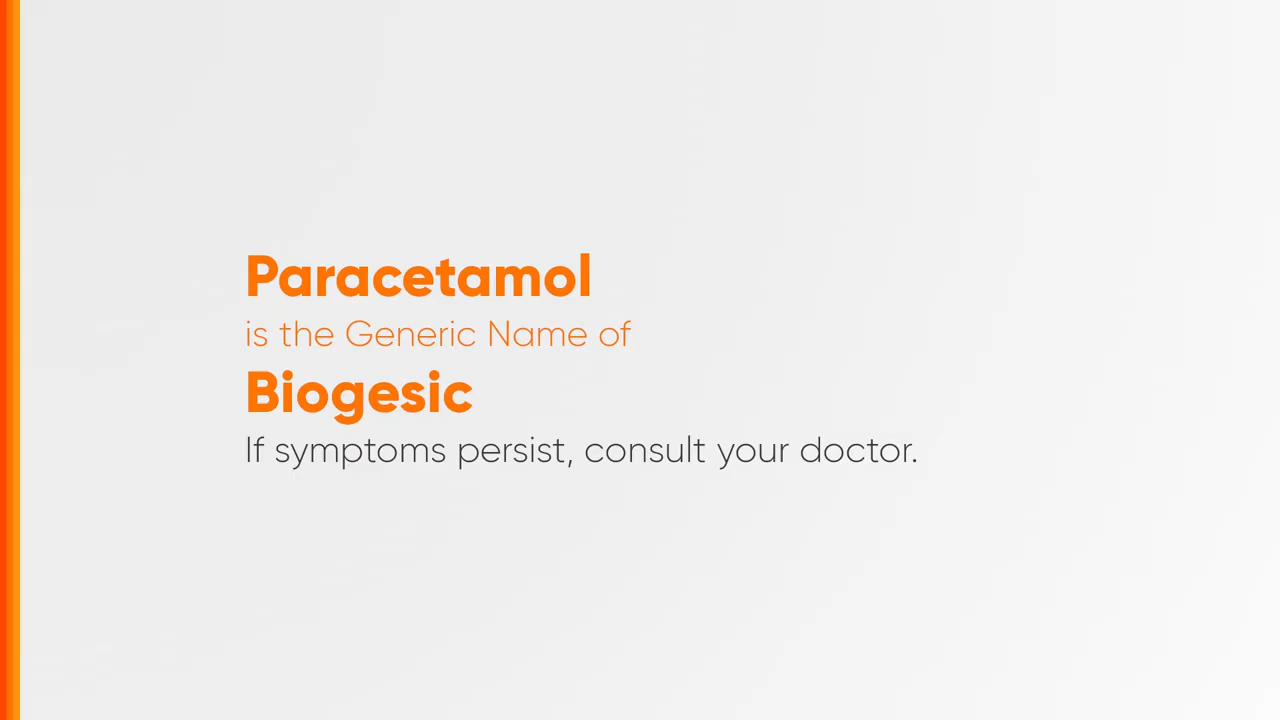 Paracetamol
is the Generic Name of
Biogesic
If symptoms persist, consult your doctor.